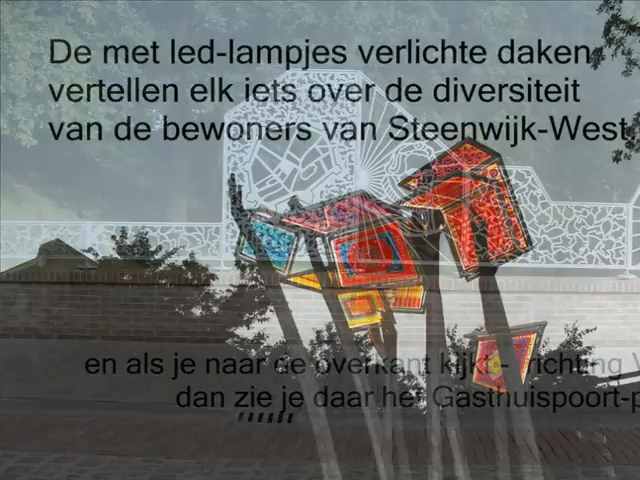 De met led-lampjes verlichte daken
vertellen elk iets over de diversiteit
van de bewoners van Steenwijk-West
en als je naar de overkant kijkt - richting
dan zie je daar het Gasthuispoort-p